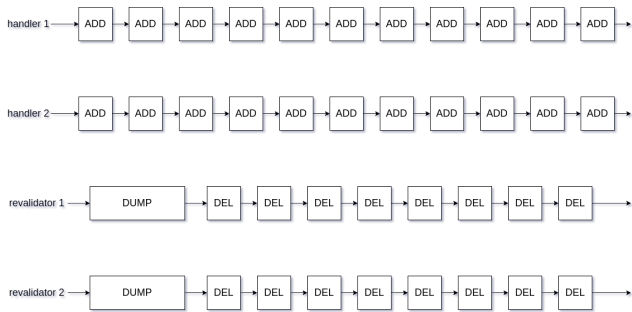 handler 1 ADD ADD ADD ADD ADD ADD ADD ADD ADD ADD ADD
handler 2 ADD ADD ADD ADD ADD ADD ADD ADD ADD ADD ADD
revalidator 1 DUMP DEL DEL DEL DEL DEL DEL DEL DEL
revalidator 2 DUMP DEL DEL DEL DEL DEL DEL DEL DEL